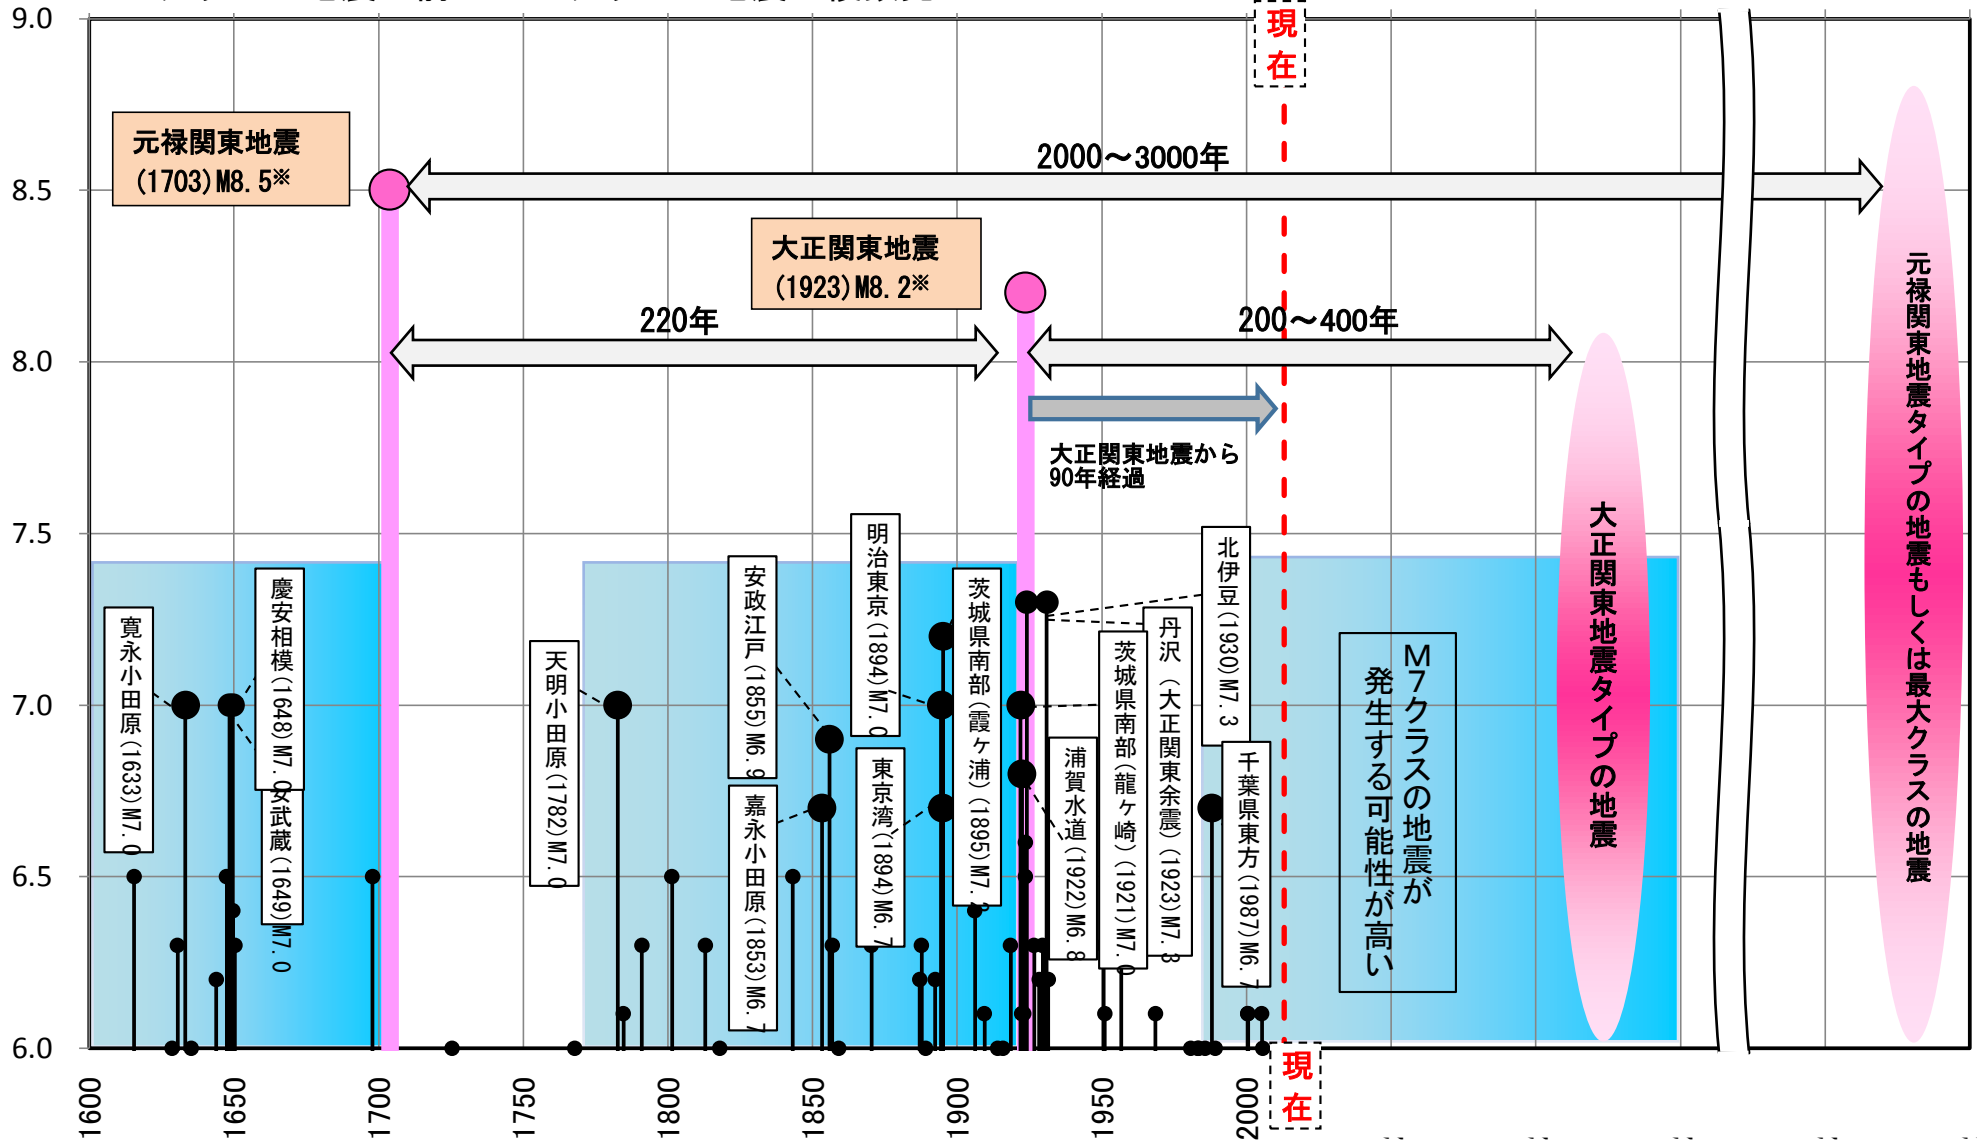 現在
9.0
8.5
8.0
7.5
7.0
6.5
6.0
元禄関東地震
(1703)M8.5※
2000～3000年
大正関東地震
(1923)M8.2※
220年
200～400年
大正関東地震から
90年経過
寛永小田原(1633)M7.0
慶安相模(1648)M7.0
安武蔵(1649)M7.0
天明小田原(1782)M7.0
安政江戸(1855)M6.9
嘉永小田原(1853)M6.7
明治東京(1894)M7.0
東京湾(1894)M6.7
茨城県南部(霞ヶ浦)(1895)M7.2
浦賀水道(1922)M6.8
茨城県南部(龍ヶ崎)(1921)M7.0
丹沢(大正関東余震)(1923)M7.3
北伊豆(1930)M7.3
千葉県東方(1987)M6.7
M7クラスの地震が
発生する可能性が高い
大正関東地震タイプの地震
元禄関東地震タイプの地震もしくは最大クラスの地震
1600
1650
1700
1750
1800
1850
1900
1950
2000
現在